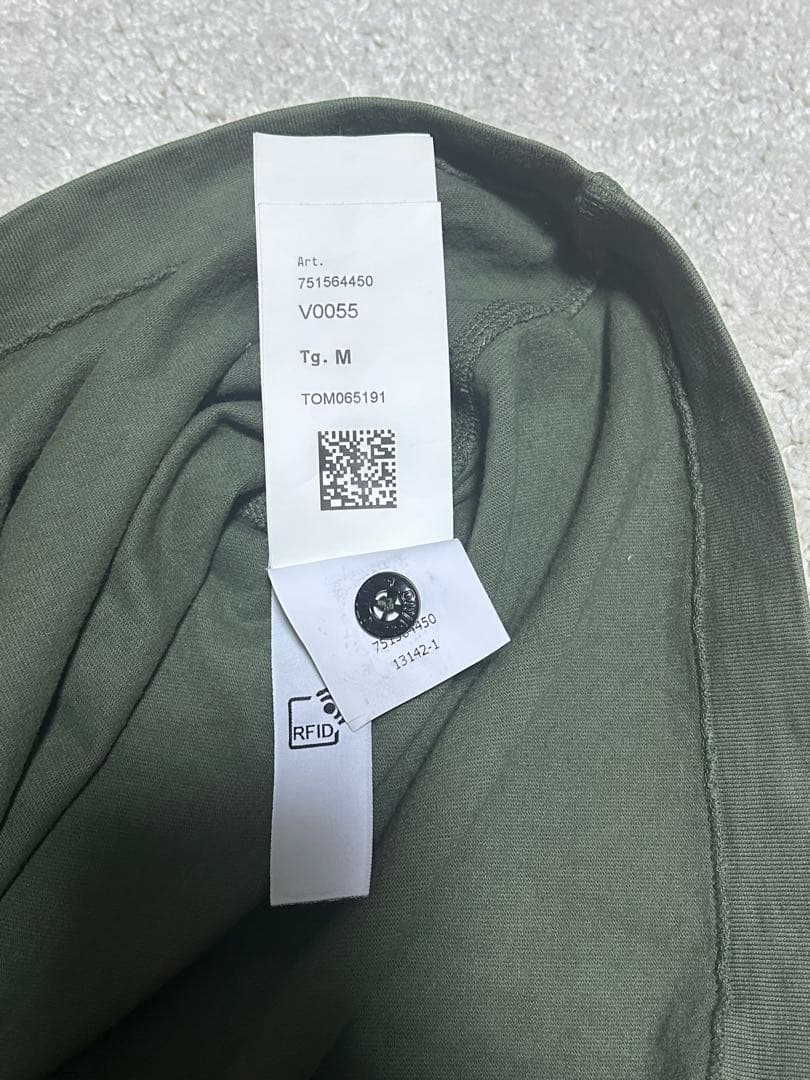 Art.
751564450
V0055
Tg. M
TOM065191
13142-1
RFID